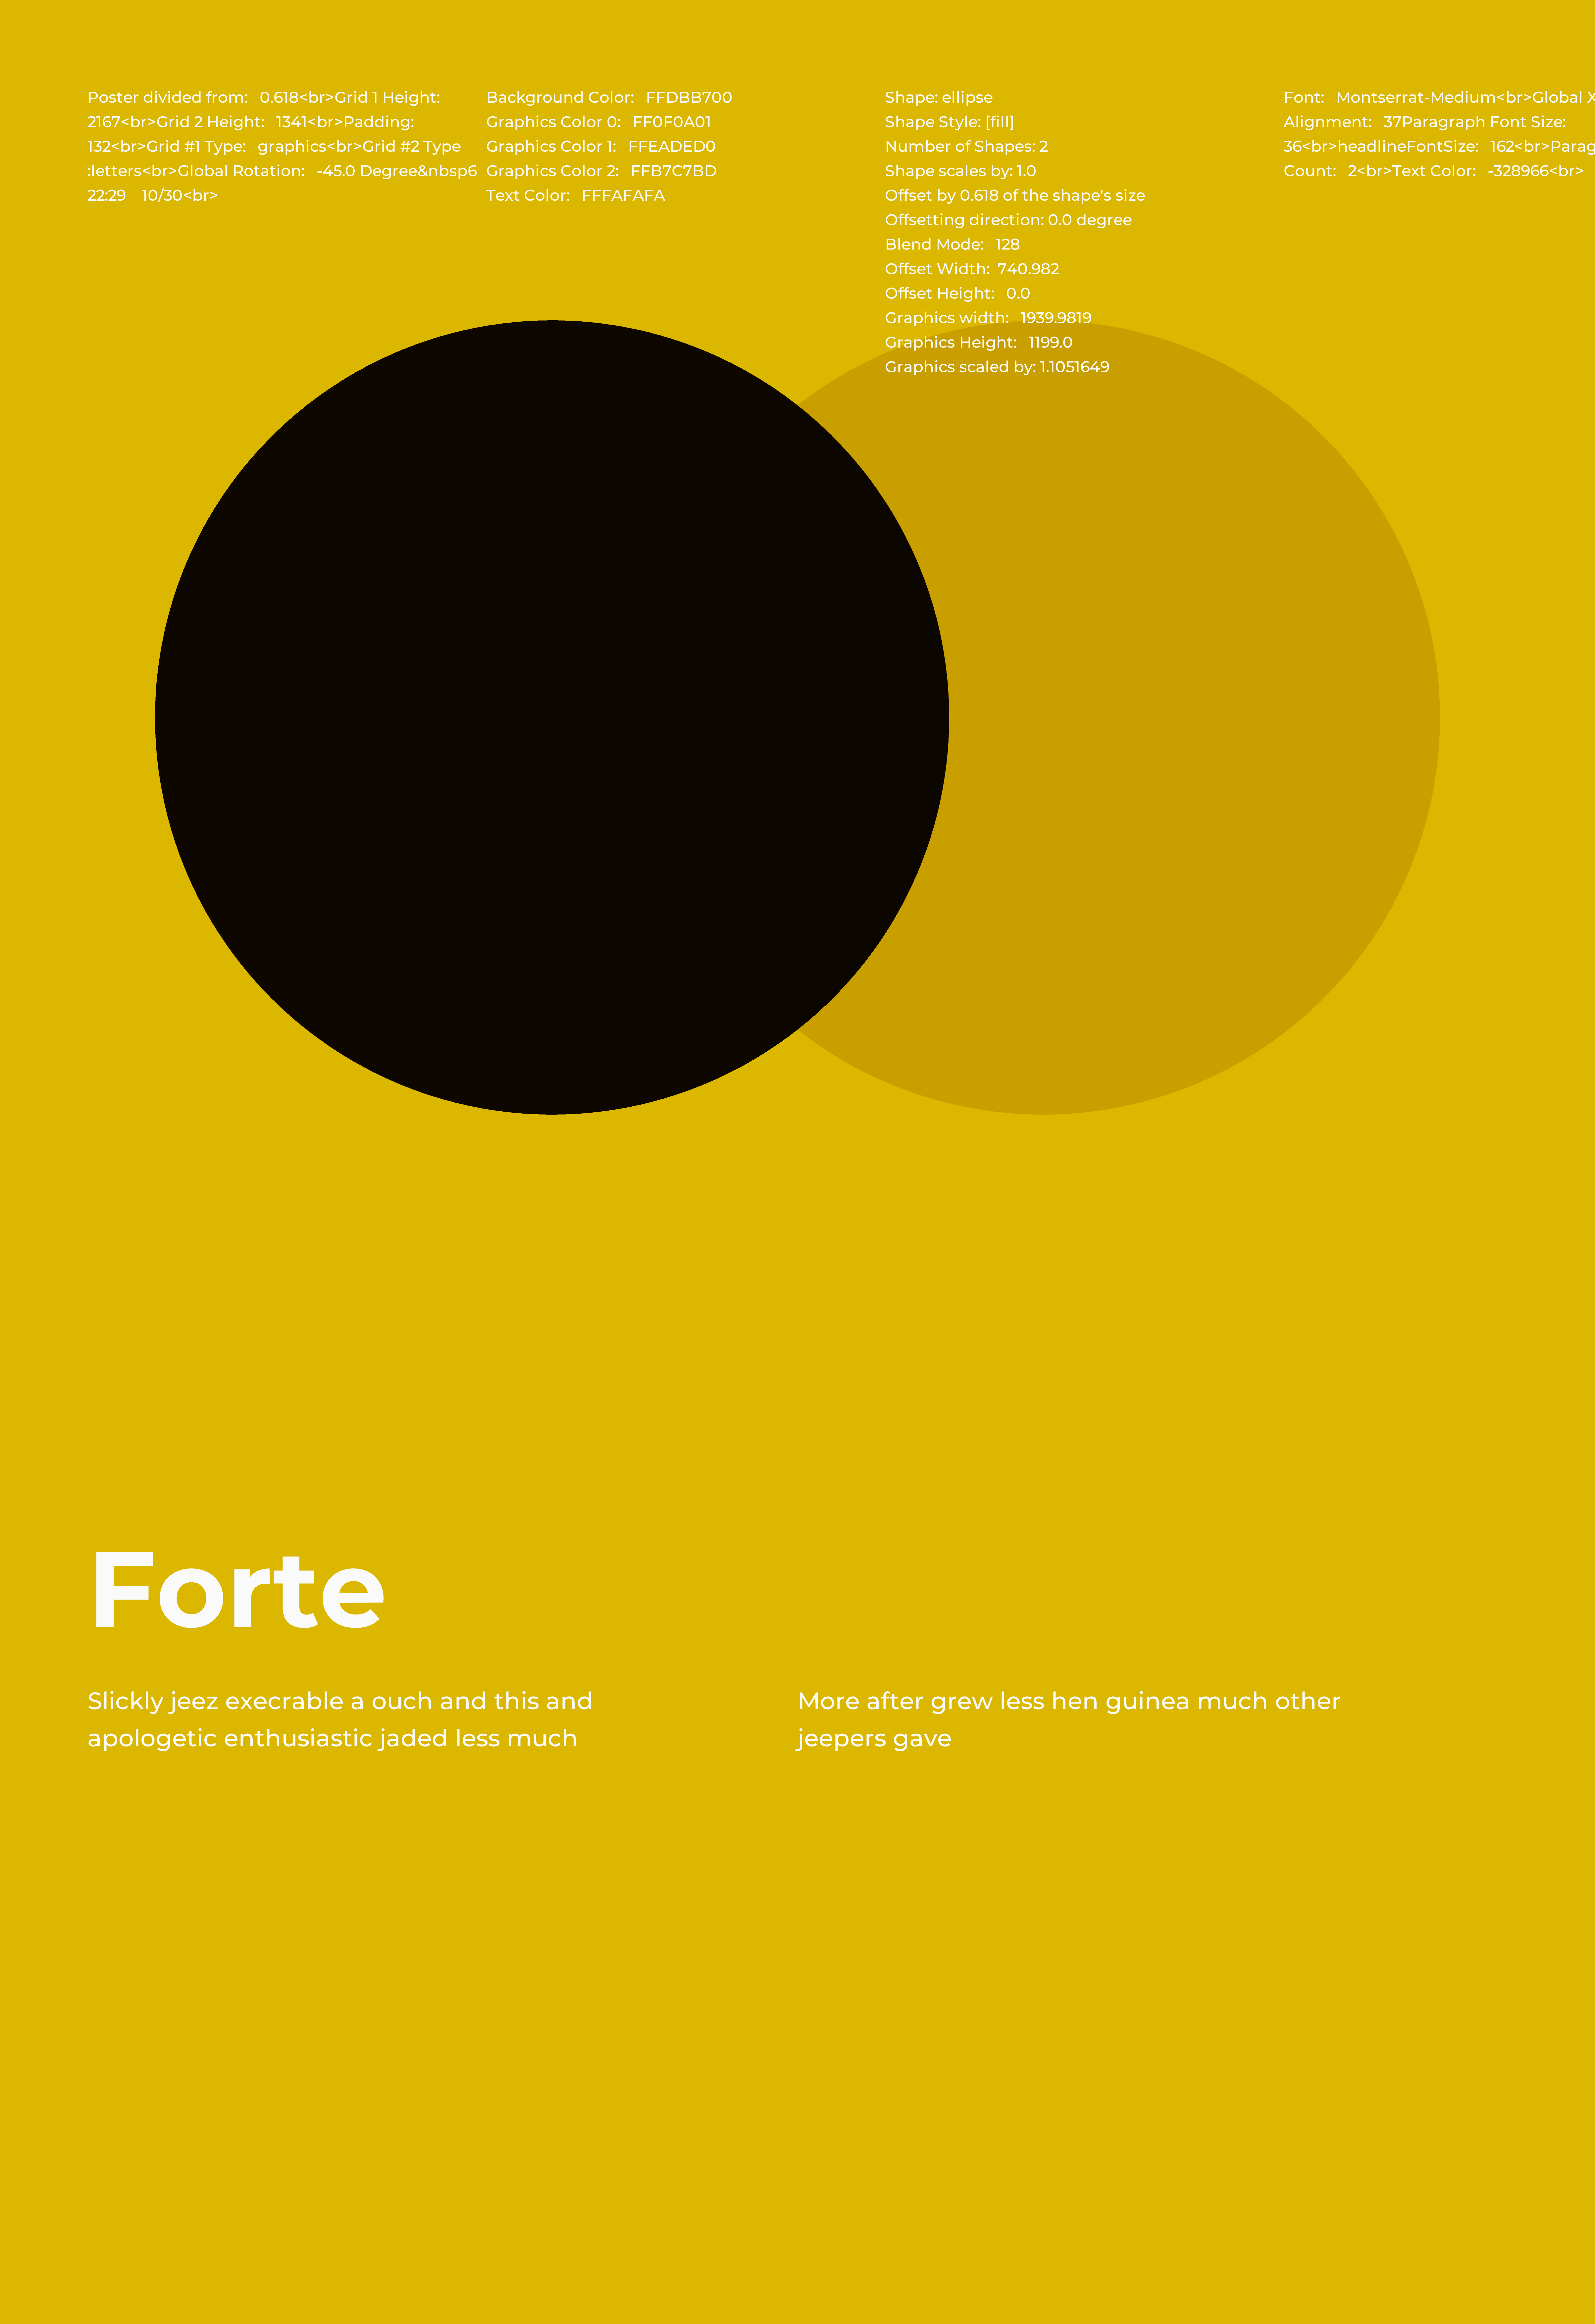 Poster divided from:   0.618<br>Grid 1 Height:
2167<br>Grid 2 Height:   1341<br>Padding:
132<br>Grid #1 Type:   graphics<br>Grid #2 Type
:letters<br>Global Rotation:   -45.0 Degree&nbsp6
22:29    10/30<br>
Background Color:   FFDBB700
Graphics Color 0:   FF0F0A01
Graphics Color 1:   FFEADED0
Graphics Color 2:   FFB7C7BD
Text Color:   FFFAFAFA
Shape: ellipse
Shape Style: [fill]
Number of Shapes: 2
Shape scales by: 1.0
Offset by 0.618 of the shape's size
Offsetting direction: 0.0 degree
Blend Mode:   128
Offset Width:  740.982
Offset Height:   0.0
Graphics width:   1939.9819
Graphics Height:   1199.0
Graphics scaled by: 1.1051649
Font:   Montserrat-Medium<br>Global X
Alignment:   37Paragraph Font Size:
36<br>headlineFontSize:   162<br>Parag
Count:   2<br>Text Color:   -328966<br>
Forte
Slickly jeez execrable a ouch and this and
apologetic enthusiastic jaded less much
More after grew less hen guinea much other
jeepers gave